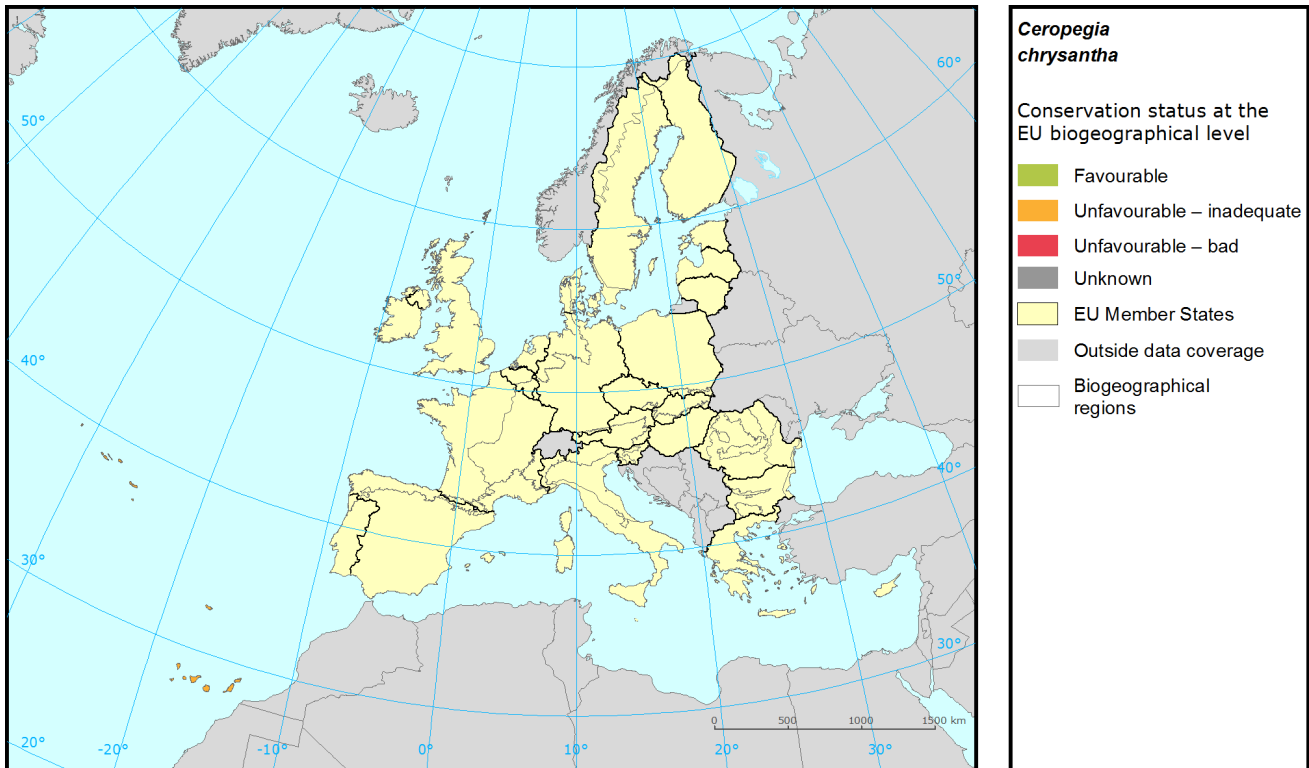 Ceropegia
chrysantha
Conservation status at the
EU biogeographical level
Favourable
Unfavourable – inadequate
Unfavourable – bad
Unknown
EU Member States
Outside data coverage
Biogeographical
regions
60°
50°
50°
40°
40°
30°
30°
20°
-20°
-10°
0°
10°
20°
30°
0 500 1000 1500 km